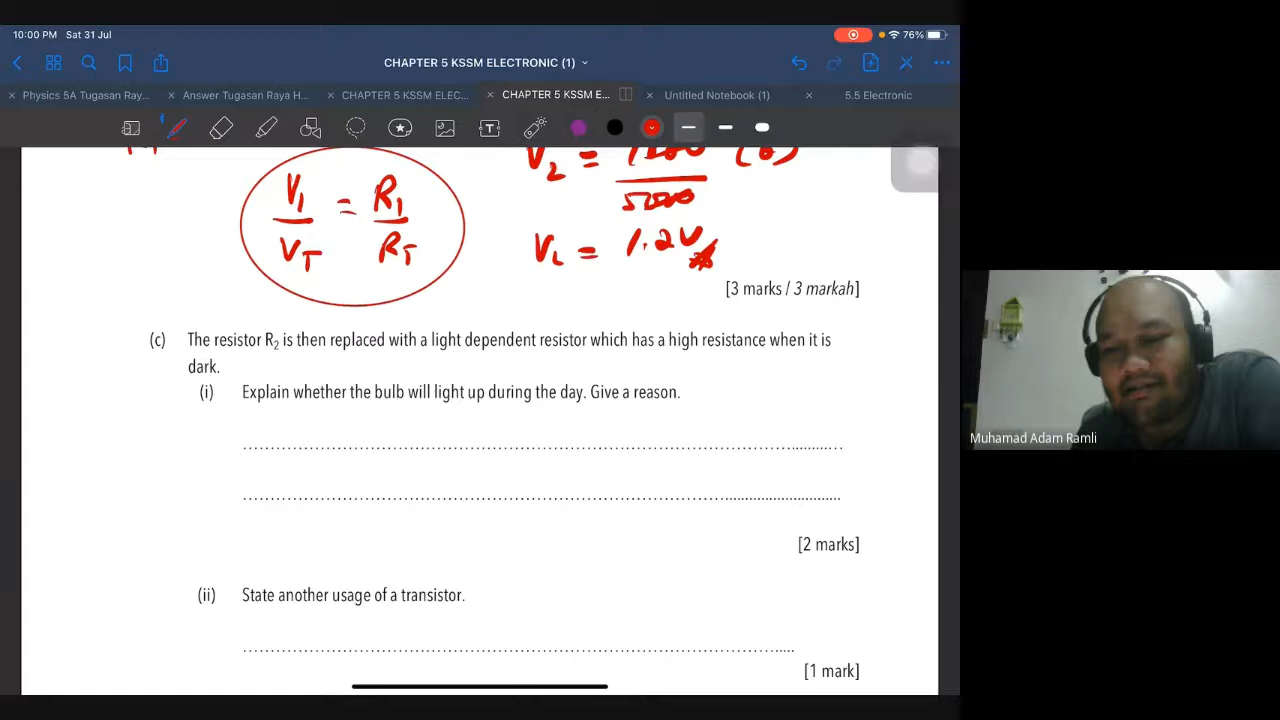 10:00 PM Sat 31 Jul
76%
CHAPTER 5 KSSM ELECTRONIC (1)
Physics 5A Tugasan Ray...
Answer Tugasan Raya H...
CHAPTER 5 KSSM ELEC...
CHAPTER 5 KSSM E...
Untitled Notebook (1)
5.5 Electronic
V1/VT = R1/RT
V2 =
VL = 1.2V
[3 marks / 3 markah]
(c) The resistor R2 is then replaced with a light dependent resistor which has a high resistance when it is
dark.
(i) Explain whether the bulb will light up during the day. Give a reason.
[2 marks]
(ii) State another usage of a transistor.
[1 mark]
Muhamad Adam Ramli